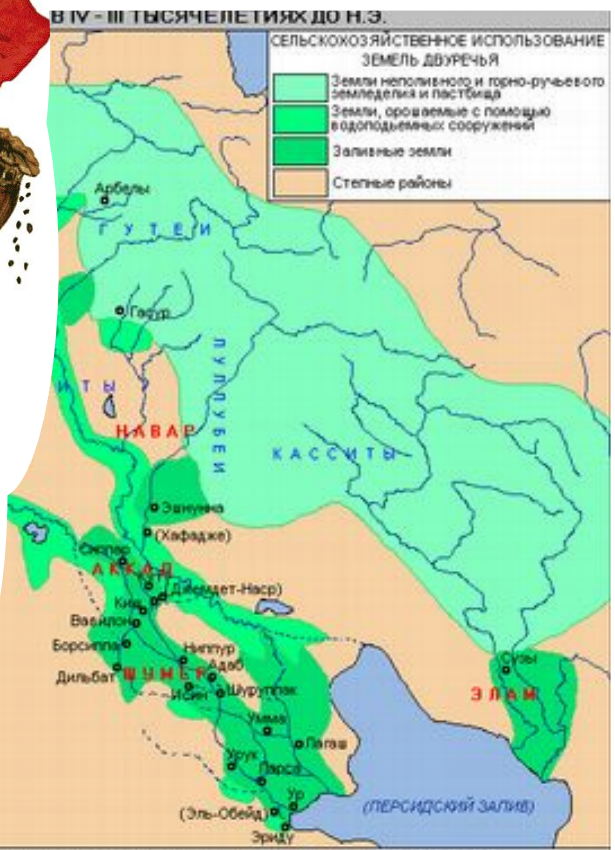 В IV - III ТЫСЯЧЕЛЕТИЯХ ДО Н.Э.
СЕЛЬСКОХОЗЯЙСТВЕННОЕ ИСПОЛЬЗОВАНИЕ
ЗЕМЕЛЬ ДВУРЕЧЬЯ
Земли неполивного и горно-ручьевого
земледелия и пастбища
Земли, орошаемые с помощью
водоподъемных сооружений
Заливные земли
Степные районы
Арбелы
ГУТЕИ
Гасур
ЛУЛЛУБЕИ
ИТЫ
НАВАР
КАССИТЫ
Эшнунна
(Хафадже)
Сиппар
АККАД
(Джемдет-Наср)
Киш
Вавилон
Борсиппа
Ниппур
Адаб
Дильбат
ШУМЕР
Исин
Шуруппак
Сузы
ЭЛАМ
Умма
Лагаш
Урук
Ларса
Ур
(ПЕРСИДСКИЙ ЗАЛИВ)
(Эль-Обейд)
Эриду